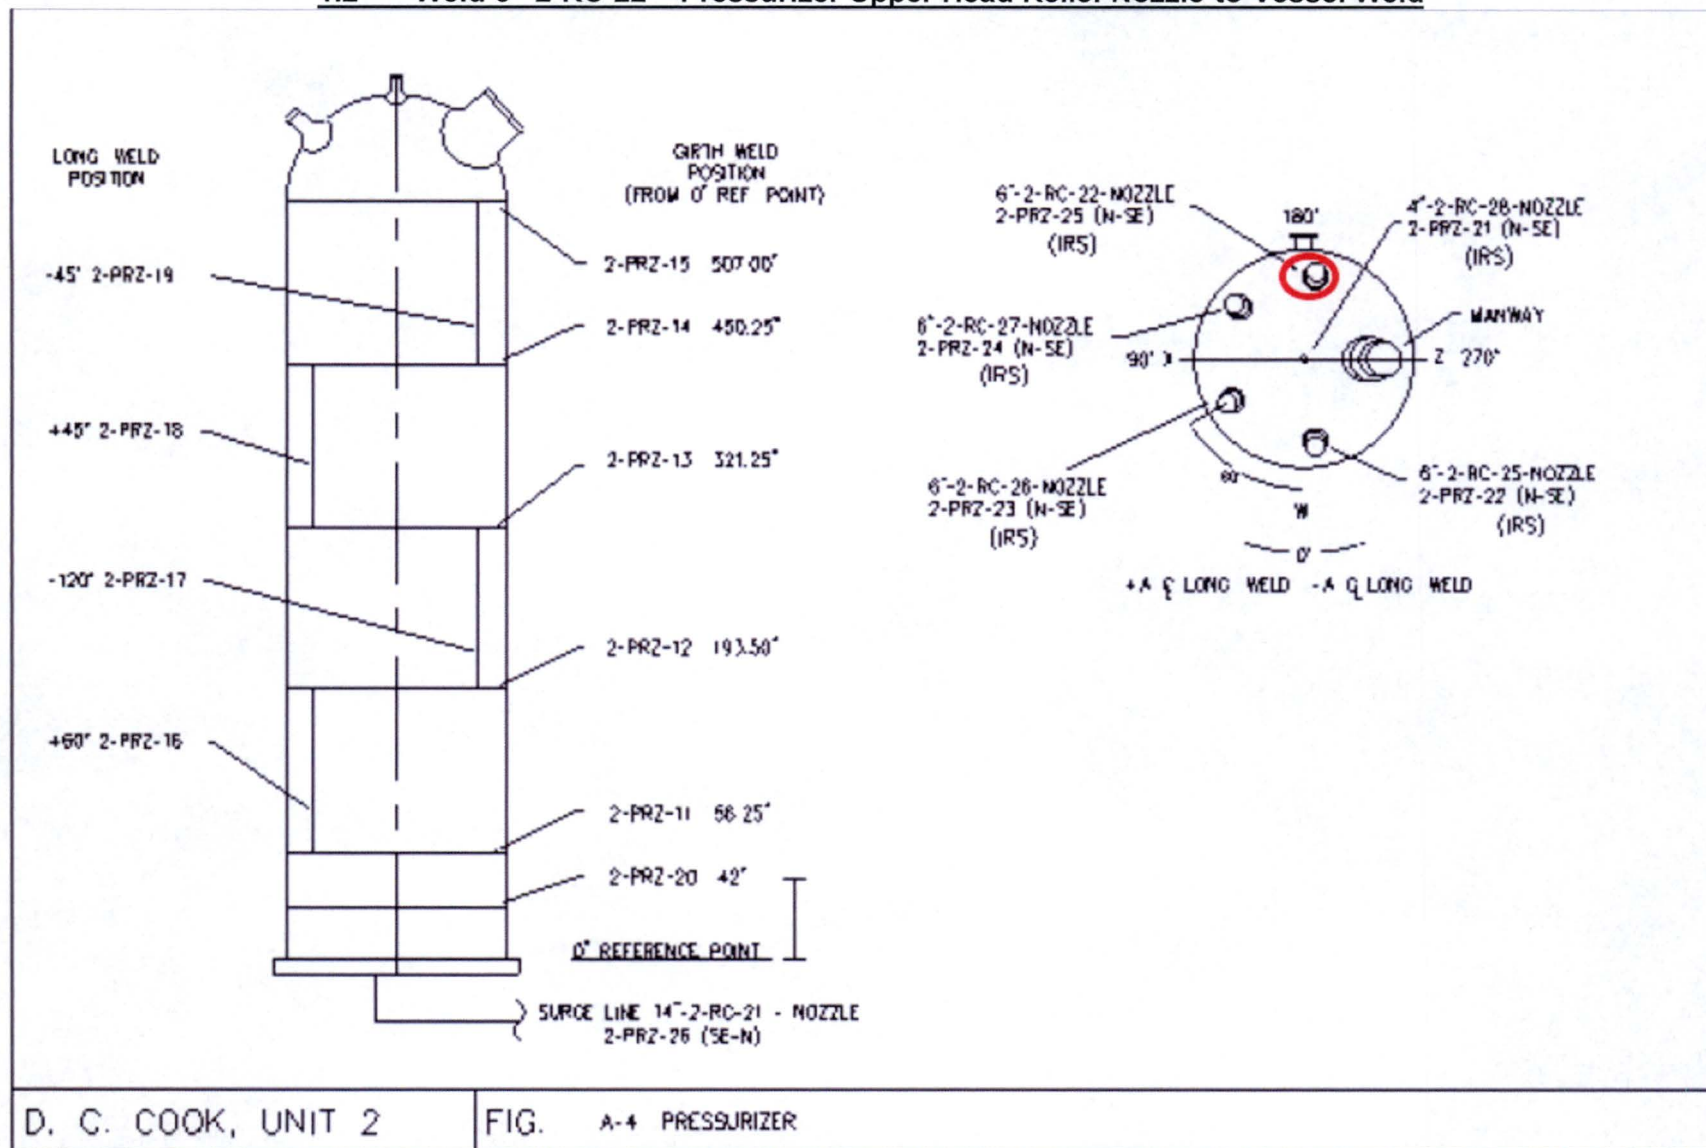 LONG WELD
POSITION
GIRTH WELD
POSITION
(FROM 0" REF POINT)
-45° 2-PRZ-19
2-PRZ-15 507.00"
2-PRZ-14 450.25"
+45° 2-PRZ-18
2-PRZ-13 321.25"
-120° 2-PRZ-17
2-PRZ-12 193.50"
+60° 2-PRZ-16
2-PRZ-11 56.25"
2-PRZ-20 42"
0" REFERENCE POINT
SURGE LINE 14"-2-RC-21 - NOZZLE
2-PRZ-26 (SE-N)
6"-2-RC-22-NOZZLE
2-PRZ-25 (N-SE)
(IRS)
180°
4"-2-RC-28-NOZZLE
2-PRZ-21 (N-SE)
(IRS)
6"-2-RC-27-NOZZLE
2-PRZ-24 (N-SE)
(IRS)
MANWAY
90° X
Z 270°
6"-2-RC-26-NOZZLE
2-PRZ-23 (N-SE)
(IRS)
60°
W
0°
6"-2-RC-25-NOZZLE
2-PRZ-22 (N-SE)
(IRS)
+A ℄ LONG WELD -A ℄ LONG WELD
D. C. COOK, UNIT 2
FIG. A-4 PRESSURIZER